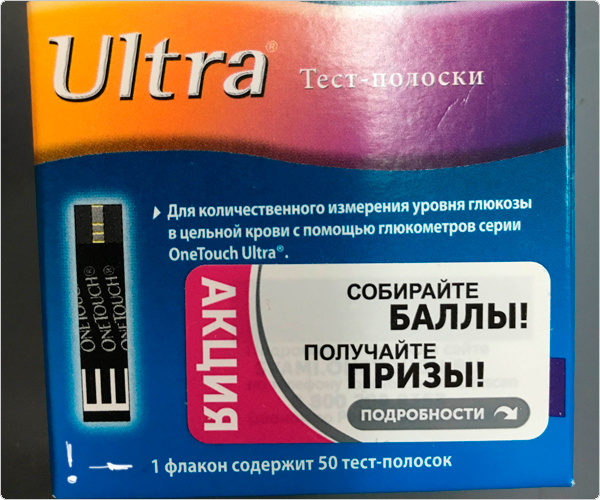 Ultra® Тест-полоски
Для количественного измерения уровня глюкозы
в цельной крови с помощью глюкометров серии
OneTouch Ultra®.
ONETOUCH®
ONETOUCH®
АКЦИЯ
СОБИРАЙТЕ
БАЛЛЫ!
ПОЛУЧАЙТЕ
ПРИЗЫ!
ПОДРОБНОСТИ
1 флакон содержит 50 тест-полосок